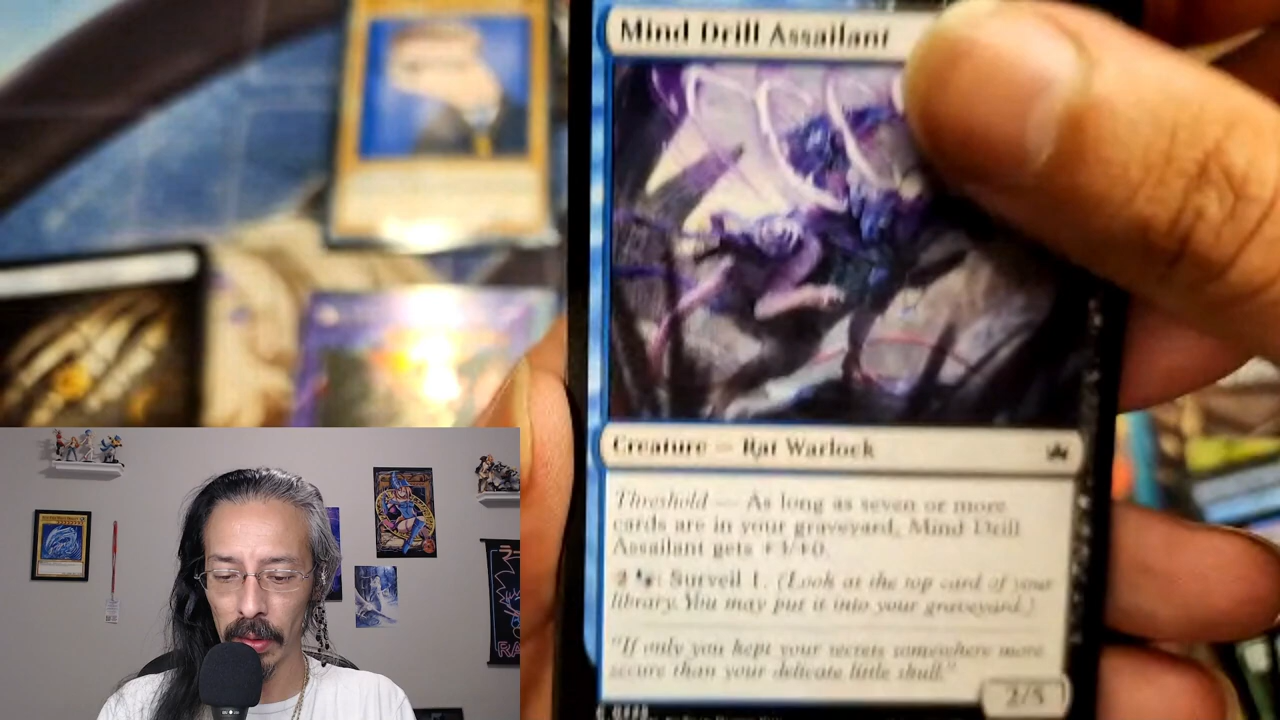 Mind Drill Assailant
Creature — Rat Warlock
Threshold — As long as seven or more
cards are in your graveyard, Mind Drill
Assailant gets +3/+0.
2 : Surveil 1. (Look at the top card of your
library. You may put it into your graveyard.)
"If only you kept your secrets somewhere more
secure than your delicate little skull."
2/5